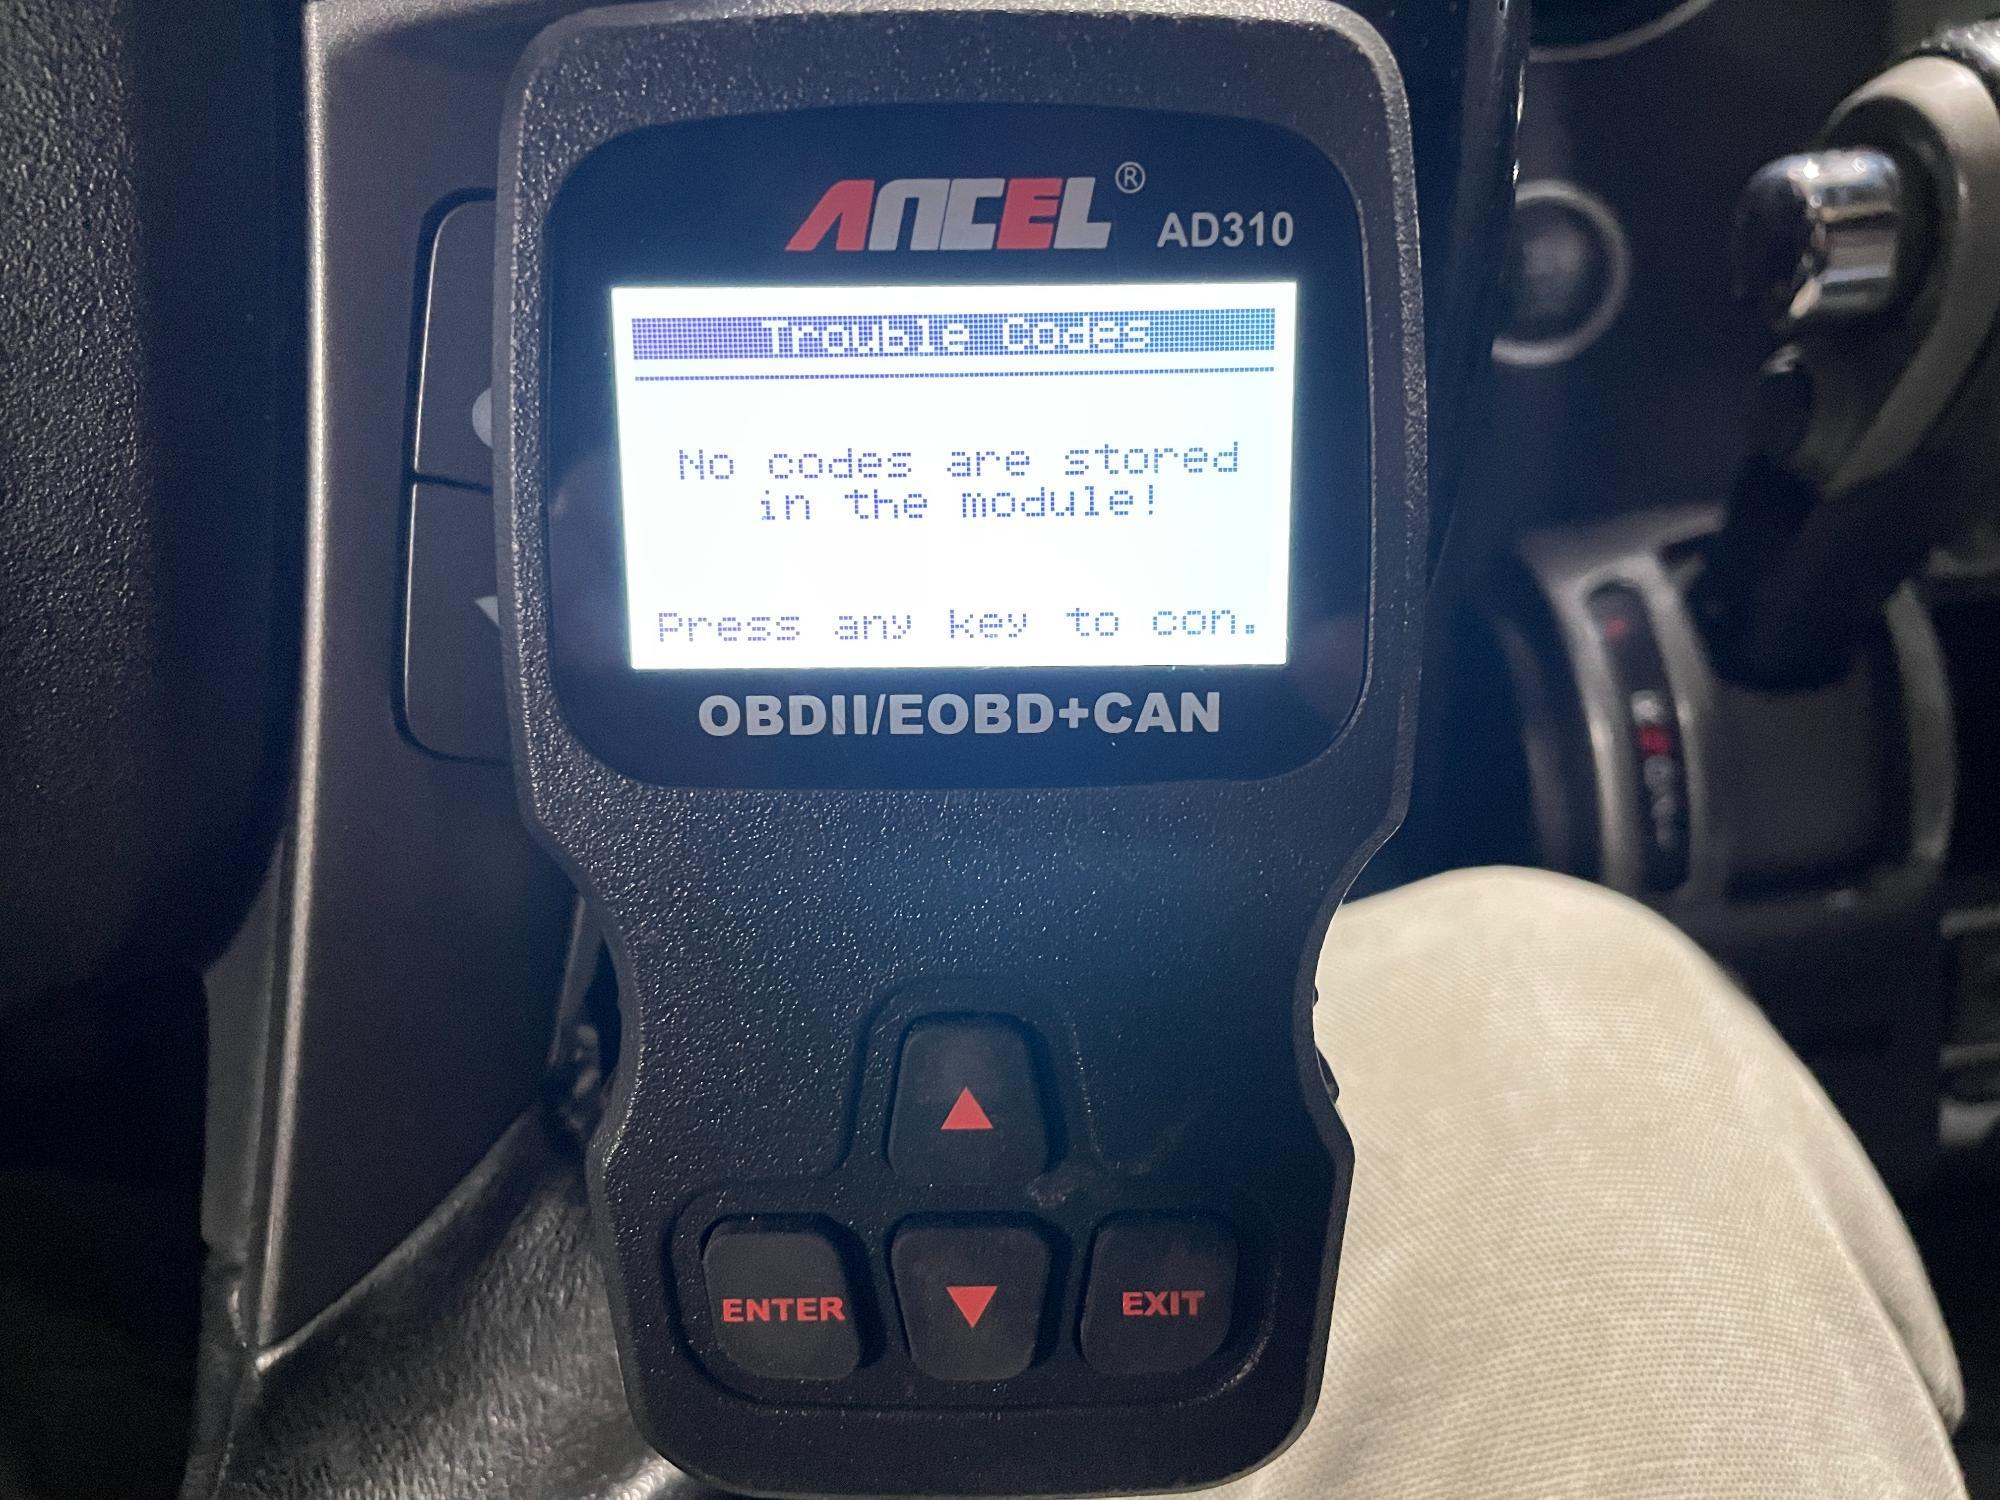 ANCEL®
AD310
Trouble Codes
No codes are stored
in the module!
Press any key to con.
OBDII/EOBD+CAN
ENTER
EXIT